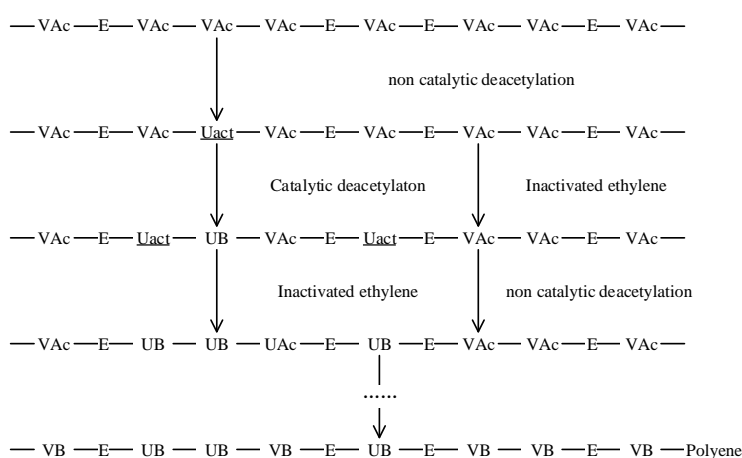 VAc E VAc VAc VAc E VAc E VAc VAc E VAc
non catalytic deacetylation
VAc E VAc Uact VAc E VAc E VAc VAc E VAc
Catalytic deacetylaton Inactivated ethylene
VAc E Uact UB VAc E Uact E VAc VAc E VAc
Inactivated ethylene non catalytic deacetylation
VAc E UB UB UAc E UB E VAc VAc E VAc
......
VB E UB UB VB E UB E VB VB E VB Polyene